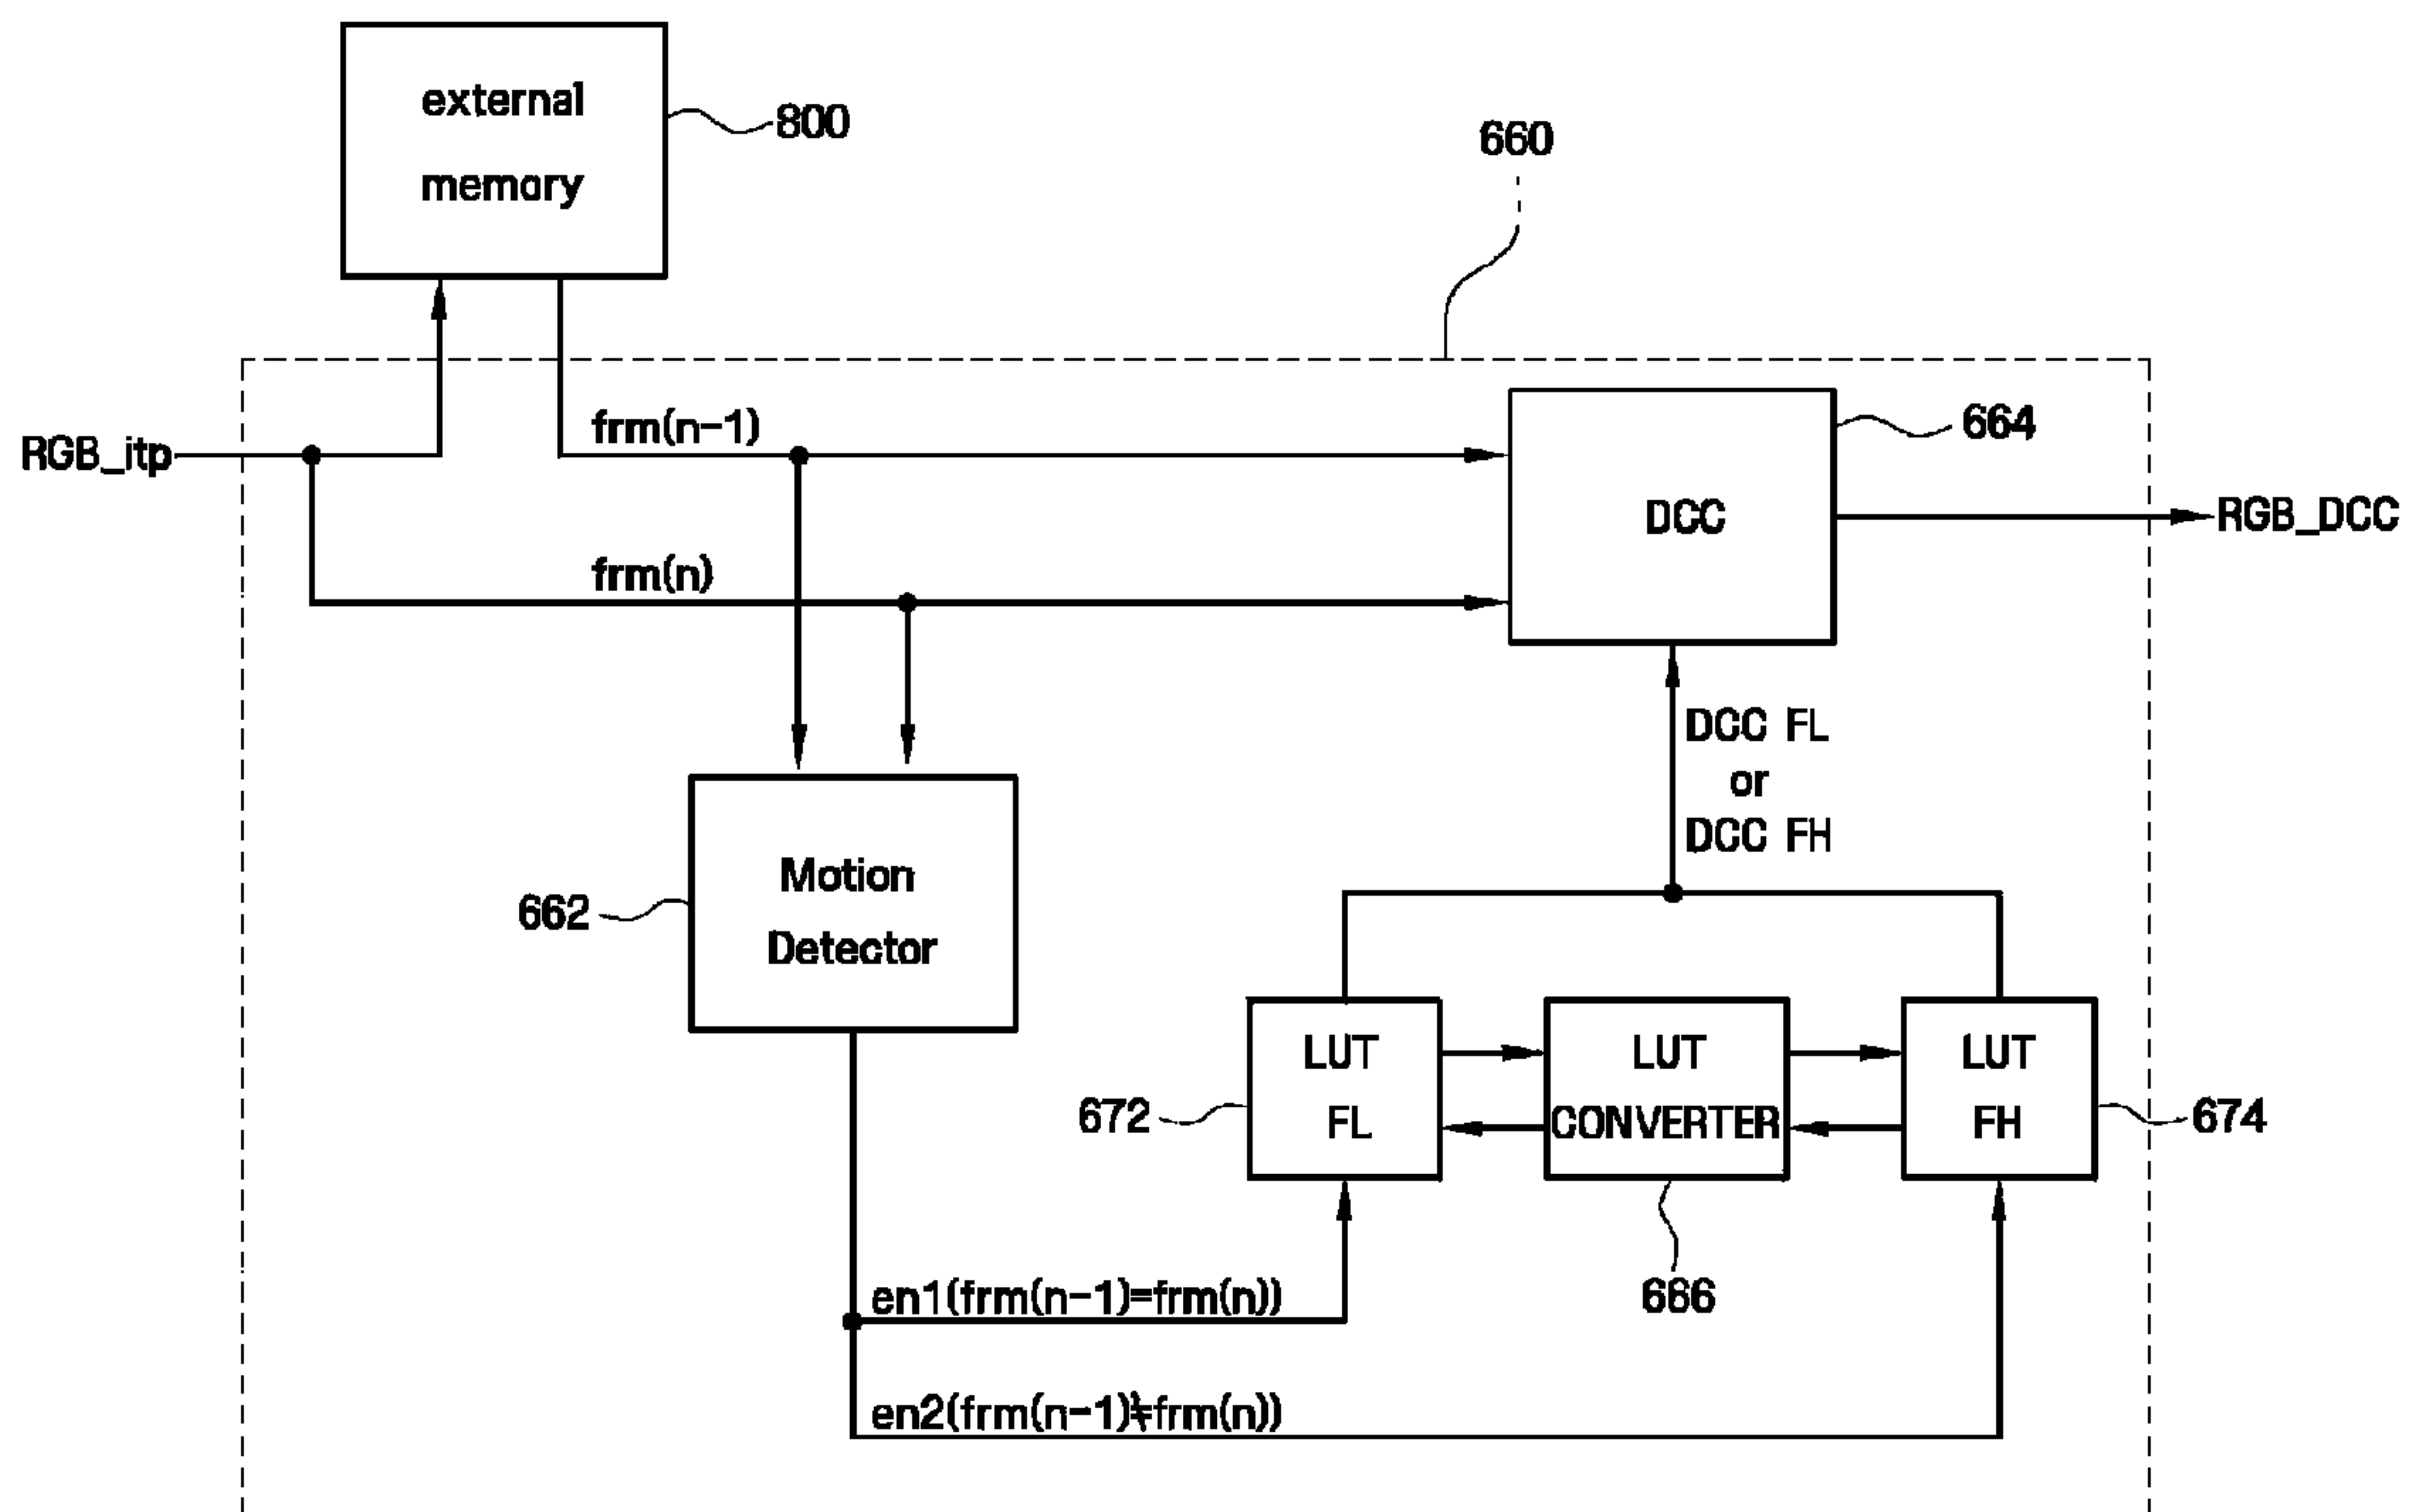 external
memory
800
660
frm(n-1)
664
RGB_itp
DCC
RGB_DCC
frm(n)
DCC FL
or
DCC FH
Motion
Detector
662
LUT
FL
LUT
CONVERTER
LUT
FH
672
674
666
en1(frm(n-1)=frm(n))
en2(frm(n-1)≠frm(n))